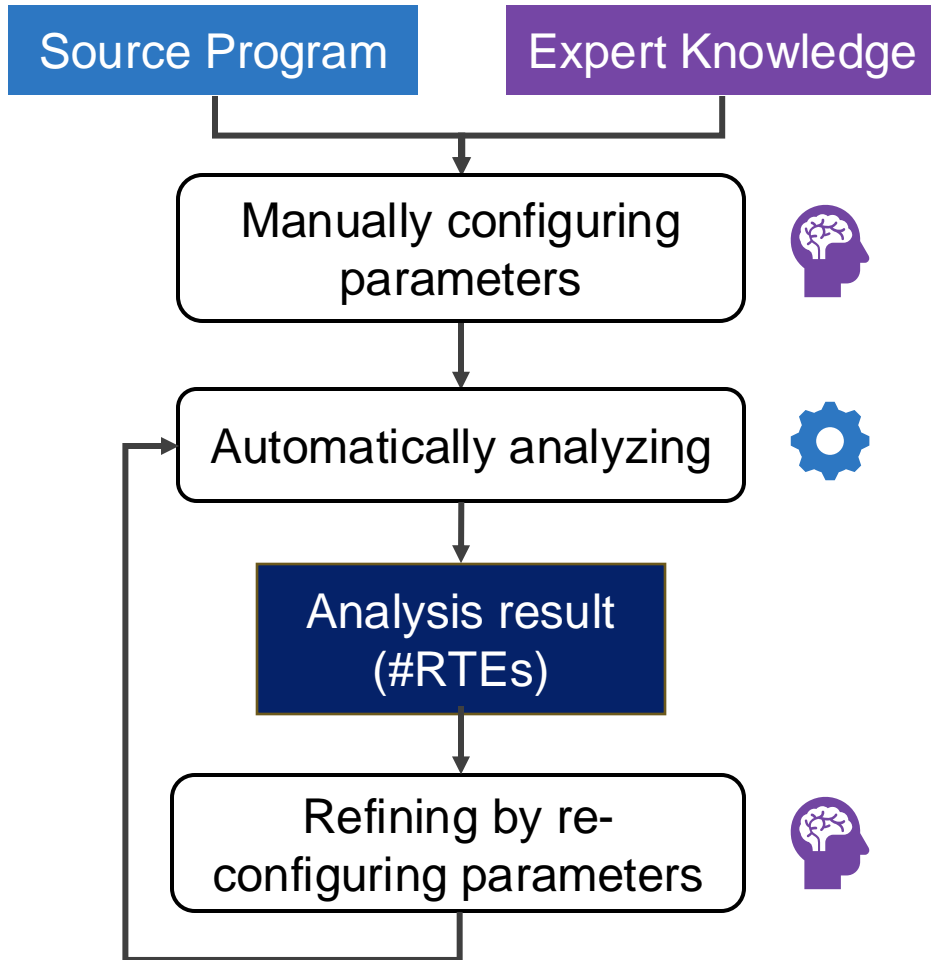 Source Program
Expert Knowledge
Manually configuring
parameters
Automatically analyzing
Analysis result
(#RTEs)
Refining by re-
configuring parameters